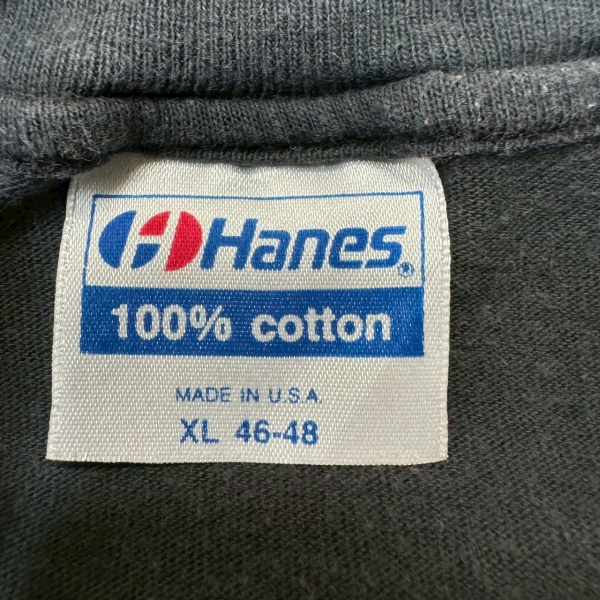 Hanes®
100% cotton
MADE IN U.S.A.
XL 46-48